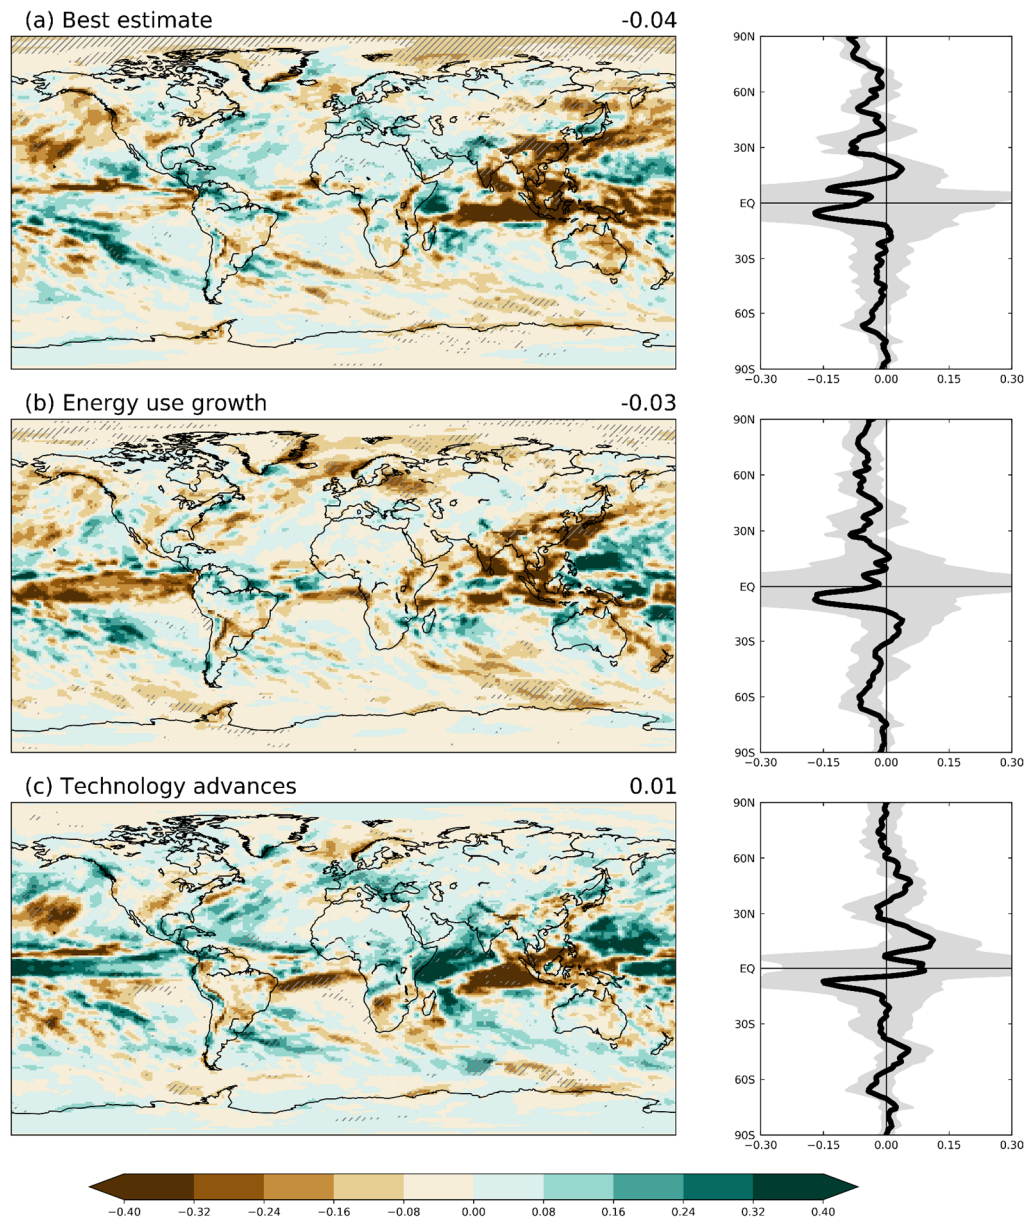 (a) Best estimate -0.04
90N
60N
30N
EQ
30S
60S
90S
−0.30 −0.15 0.00 0.15 0.30
(b) Energy use growth -0.03
90N
60N
30N
EQ
30S
60S
90S
−0.30 −0.15 0.00 0.15 0.30
(c) Technology advances 0.01
90N
60N
30N
EQ
30S
60S
90S
−0.30 −0.15 0.00 0.15 0.30
−0.40 −0.32 −0.24 −0.16 −0.08 0.00 0.08 0.16 0.24 0.32 0.40